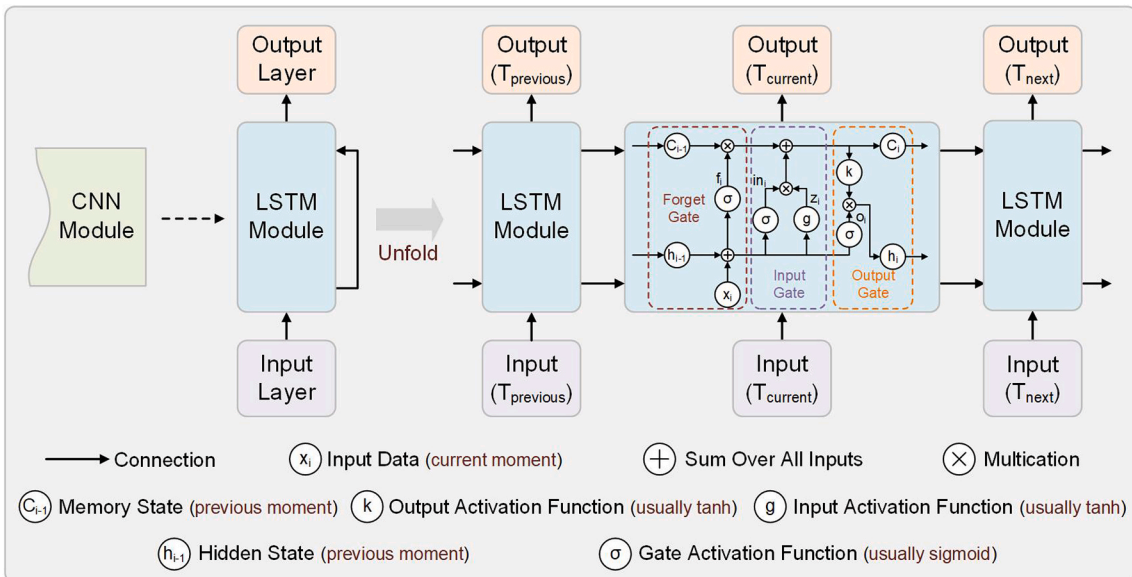 Output
Layer
Output
(Tprevious)
Output
(Tcurrent)
Output
(Tnext)
CNN
Module
LSTM
Module
Unfold
LSTM
Module
Ci-1
×
+
Ci
fi
ini
zi
k
Forget
Gate
σ
σ
×
g
×
oi
σ
hi-1
+
hi
xi
Input
Gate
Output
Gate
LSTM
Module
Input
Layer
Input
(Tprevious)
Input
(Tcurrent)
Input
(Tnext)
Connection
xi Input Data (current moment)
+ Sum Over All Inputs
× Multication
Ci-1 Memory State (previous moment)
k Output Activation Function (usually tanh)
g Input Activation Function (usually tanh)
hi-1 Hidden State (previous moment)
σ Gate Activation Function (usually sigmoid)